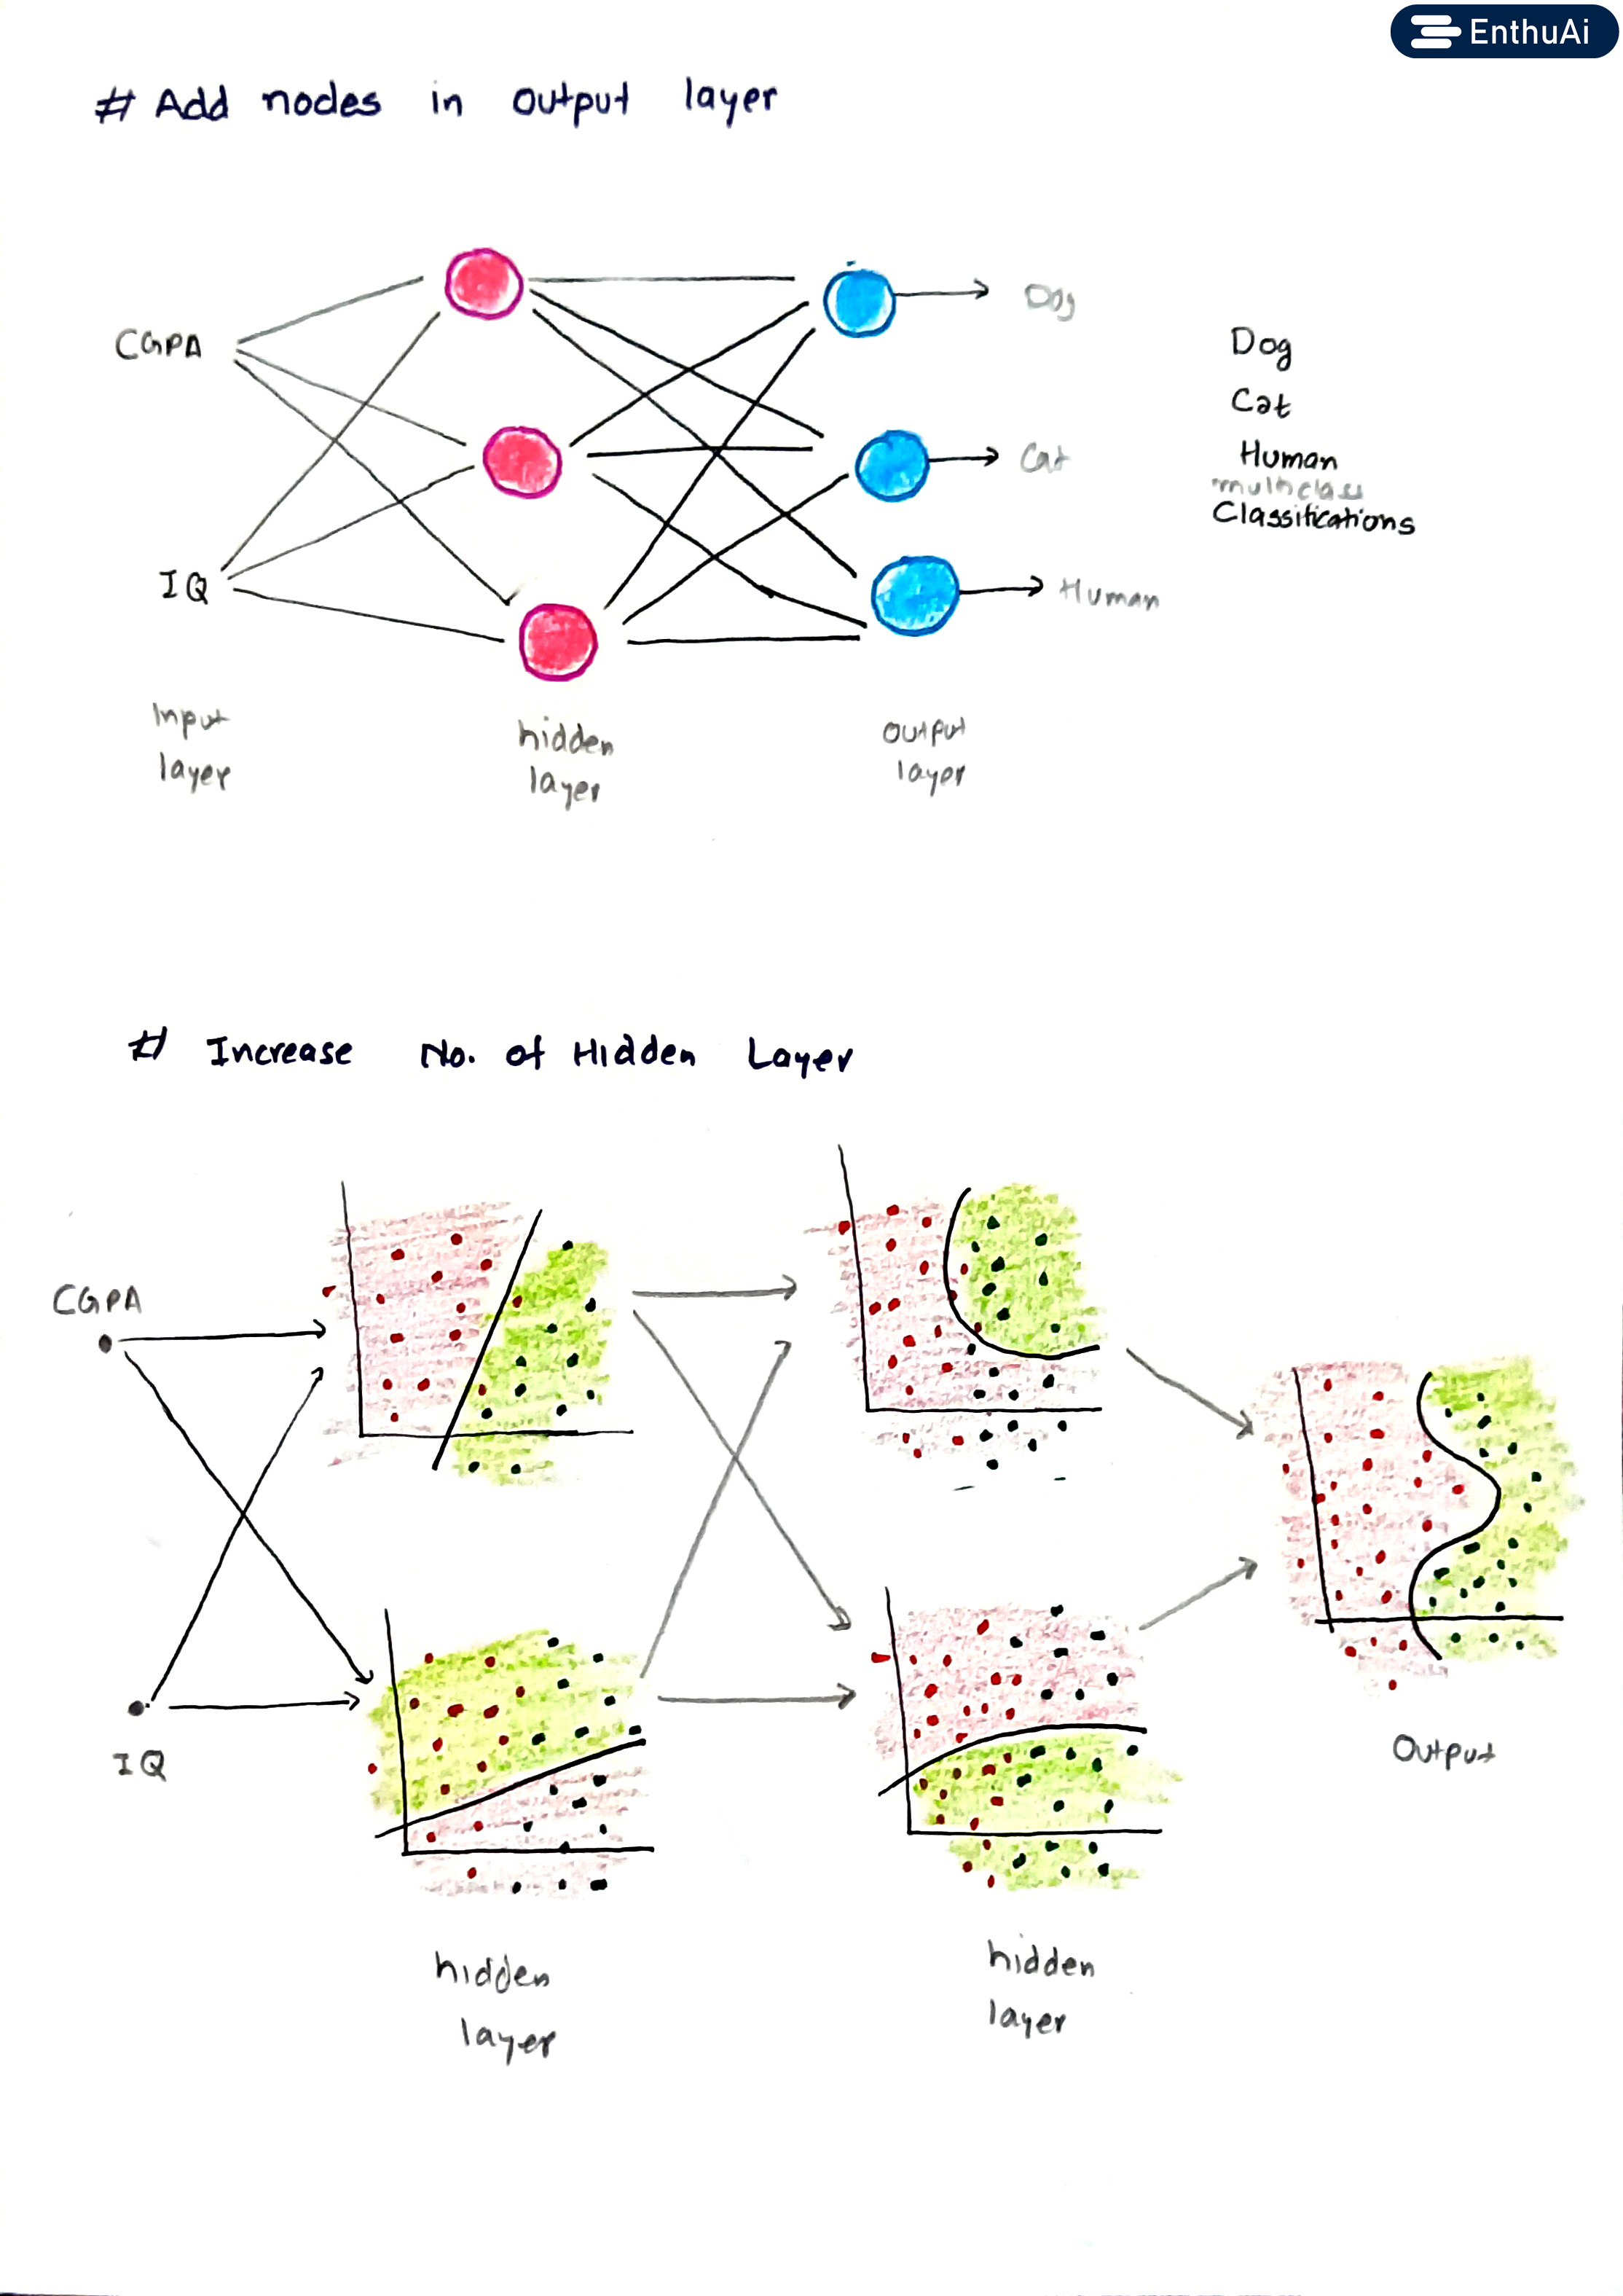 EnthuAi
# Add nodes in output layer
CGPA
IQ
Dog
Cat
Human
Dog
Cat
Human
multiclass
Classifications
Input
layer
hidden
layer
output
layer
# Increase No. of Hidden Layer
CGPA
IQ
Output
hidden
layer
hidden
layer